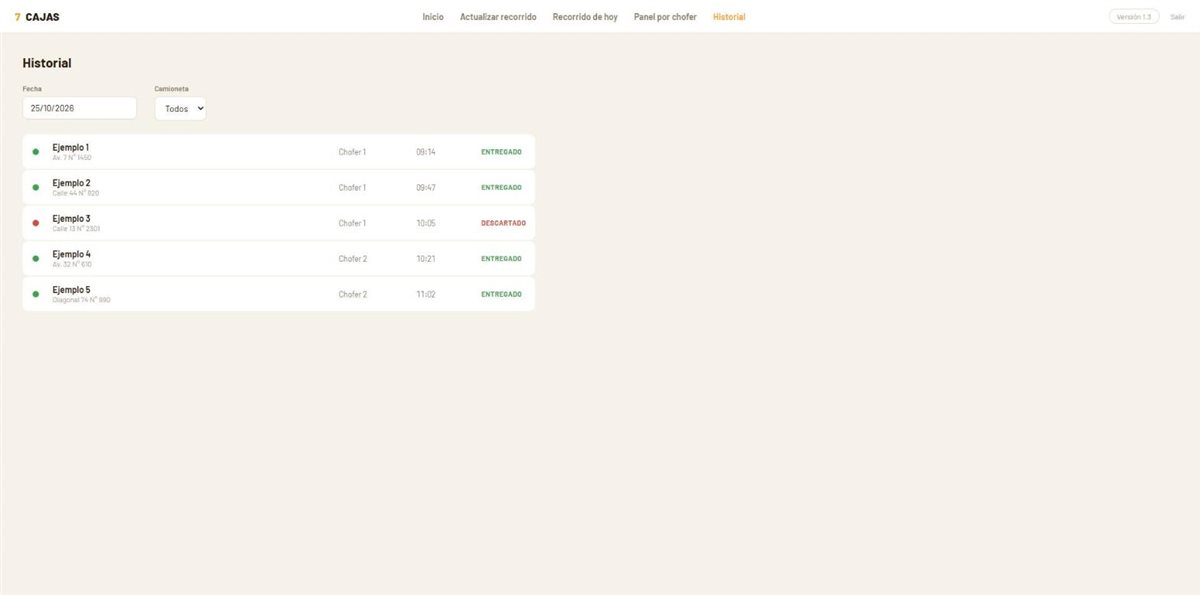 7 CAJAS Inicio Actualizar recorrido Recorrido de hoy Panel por chofer Historial Versión 1.3 Salir
Historial
Fecha Camioneta
25/10/2026 Todos
Ejemplo 1 Chofer 1 09:14 ENTREGADO
Av. 7 N° 1450
Ejemplo 2 Chofer 1 09:47 ENTREGADO
Calle 44 N° 920
Ejemplo 3 Chofer 1 10:05 DESCARTADO
Calle 13 N° 2301
Ejemplo 4 Chofer 2 10:21 ENTREGADO
Av. 32 N° 610
Ejemplo 5 Chofer 2 11:02 ENTREGADO
Diagonal 74 N° 990